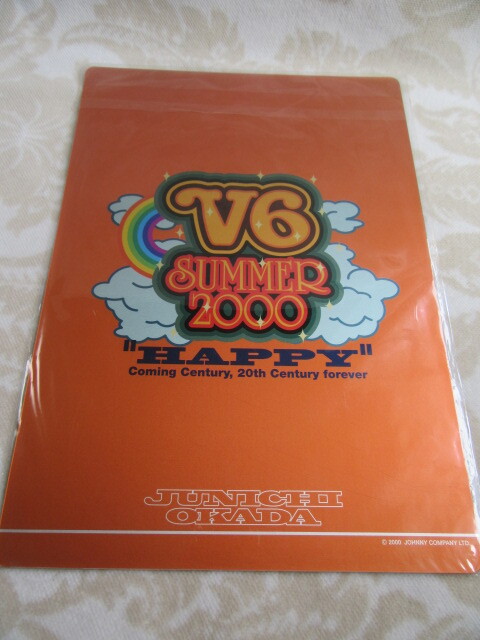 V6
SUMMER
2000
"HAPPY"
Coming Century, 20th Century forever
JUNICHI
OKADA
© 2000 JOHNNY COMPANY LTD.